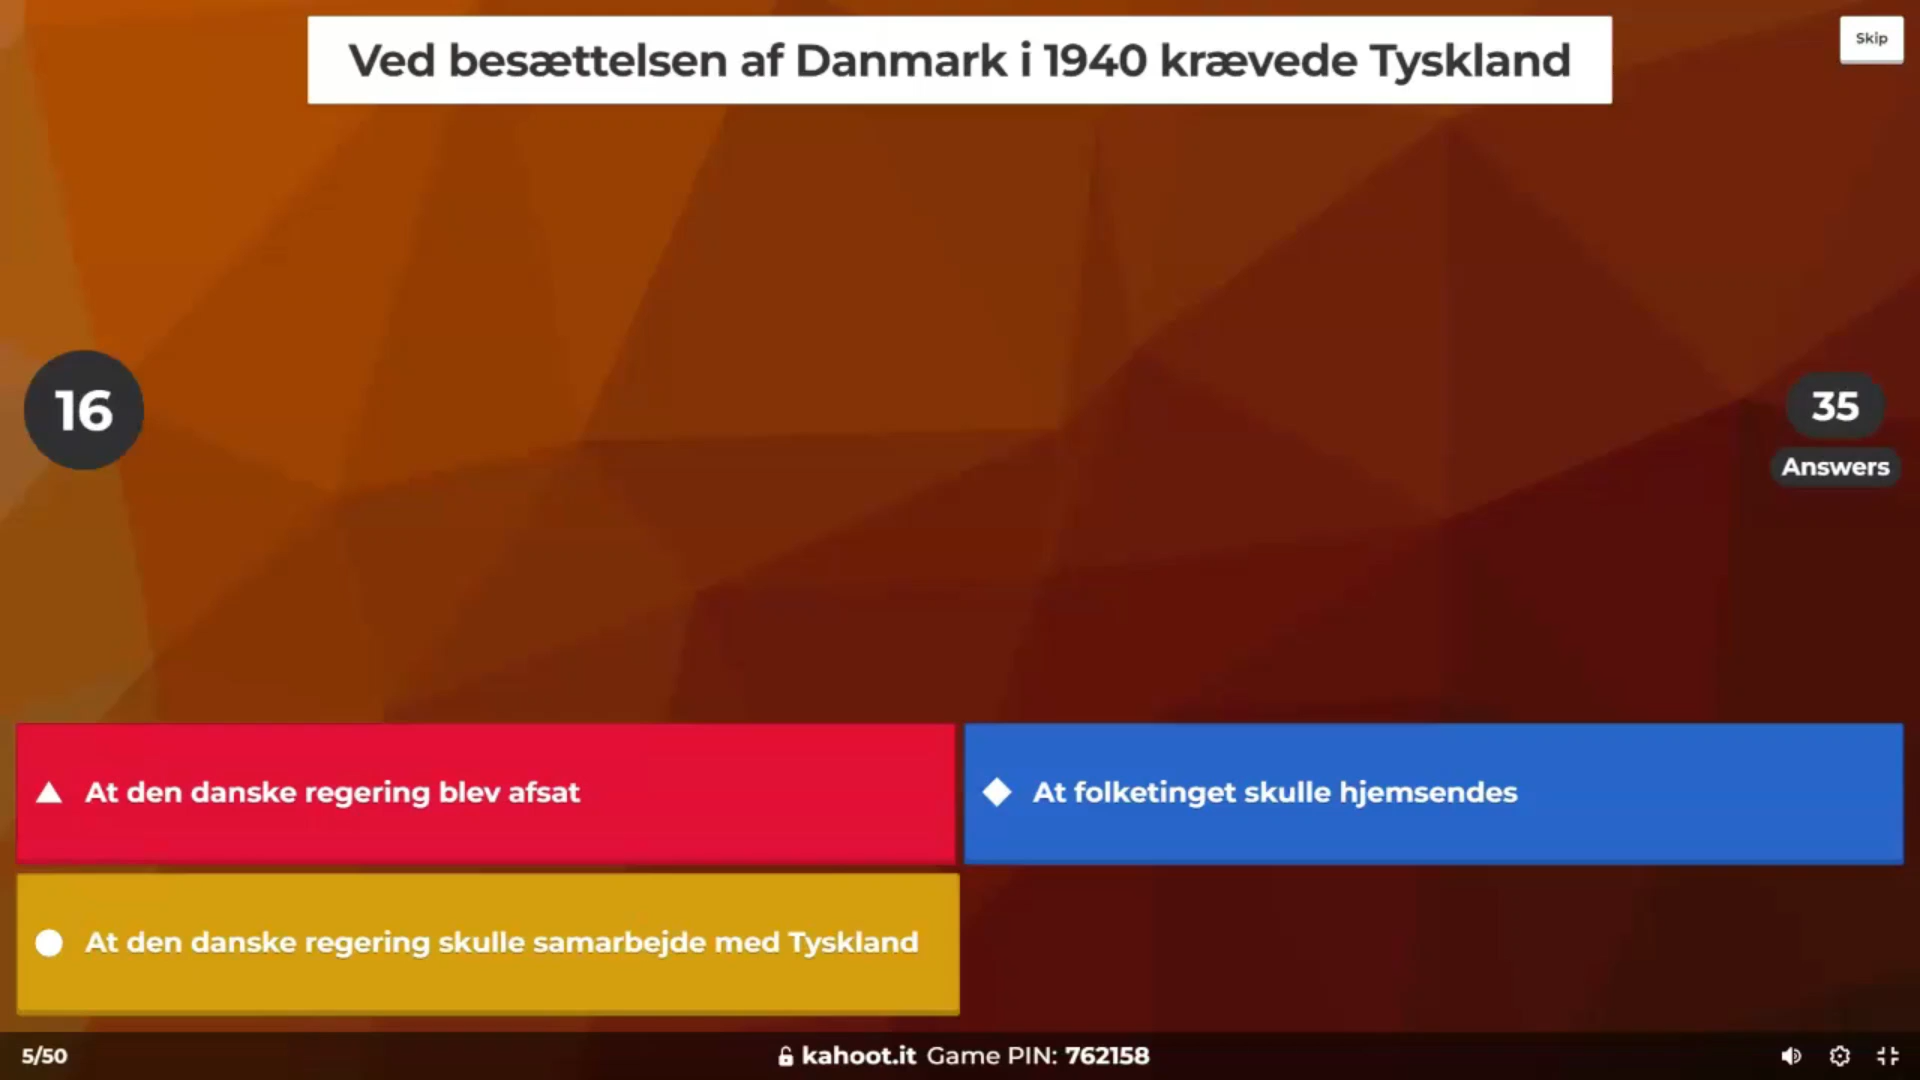 Ved besættelsen af Danmark i 1940 krævede Tyskland
Skip
16
35
Answers
At den danske regering blev afsat
At folketinget skulle hjemsendes
At den danske regering skulle samarbejde med Tyskland
5/50
kahoot.it Game PIN: 762158